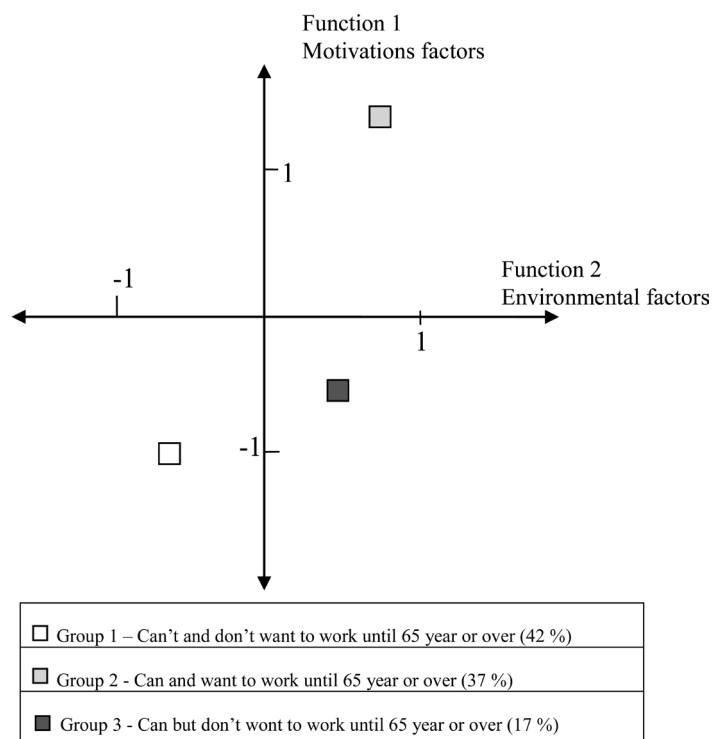 Function 1
Motivations factors
1
-1
Function 2
Environmental factors
1
-1
Group 1 – Can't and don't want to work until 65 year or over (42 %)
Group 2 - Can and want to work until 65 year or over (37 %)
Group 3 - Can but don't wont to work until 65 year or over (17 %)